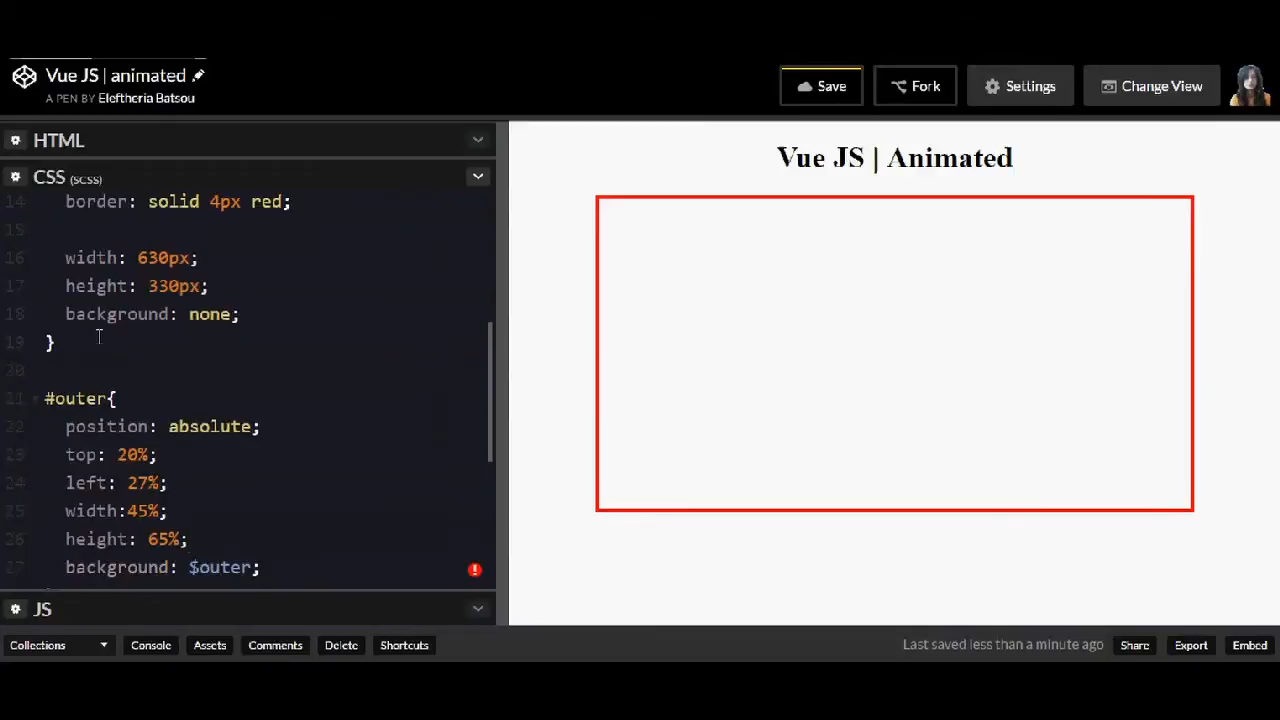 Vue JS | animated
A PEN BY Eleftheria Batsou
Save
Fork
Settings
Change View
HTML
CSS (SCSS)
14 border: solid 4px red;
15
16 width: 630px;
17 height: 330px;
18 background: none;
19 }
20
21 #outer{
22 position: absolute;
23 top: 20%;
24 left: 27%;
25 width:45%;
26 height: 65%;
27 background: $outer;
JS
Vue JS | Animated
Collections
Console
Assets
Comments
Delete
Shortcuts
Last saved less than a minute ago
Share
Export
Embed